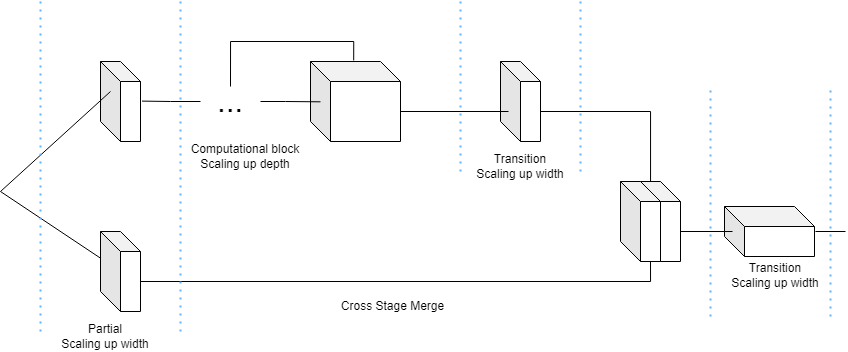 ...
Computational block
Scaling up depth
Transition
Scaling up width
Transition
Scaling up width
Cross Stage Merge
Partial
Scaling up width